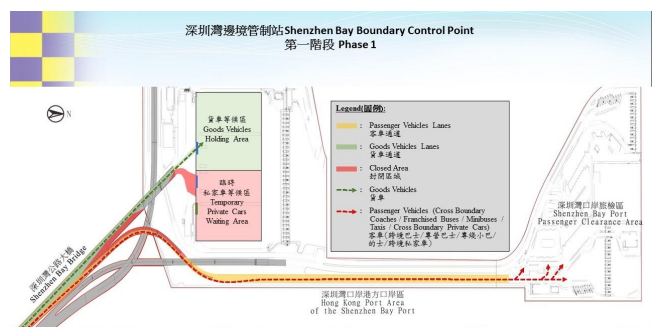 深圳灣邊境管制站Shenzhen Bay Boundary Control Point
第一階段 Phase 1
N
貨車等候區
Goods Vehicles
Holding Area
臨時
私家車等候區
Temporary
Private Cars
Waiting Area
Legend(圖例):
: Passenger Vehicles Lanes
客車通道
: Goods Vehicles Lanes
貨車通道
: Closed Area
封閉區域
: Goods Vehicles
貨車
: Passenger Vehicles (Cross Boundary
Coaches / Franchised Buses / Minibuses /
Taxis / Cross Boundary Private Cars)
客車(跨境巴士/專營巴士/專綫小巴/
的士/跨境私家車)
深圳灣口岸旅檢區
Shenzhen Bay Port
Passenger Clearance Area
深圳灣公路大橋
Shenzhen Bay Bridge
深圳灣口岸港方口岸區
Hong Kong Port Area
of the Shenzhen Bay Port